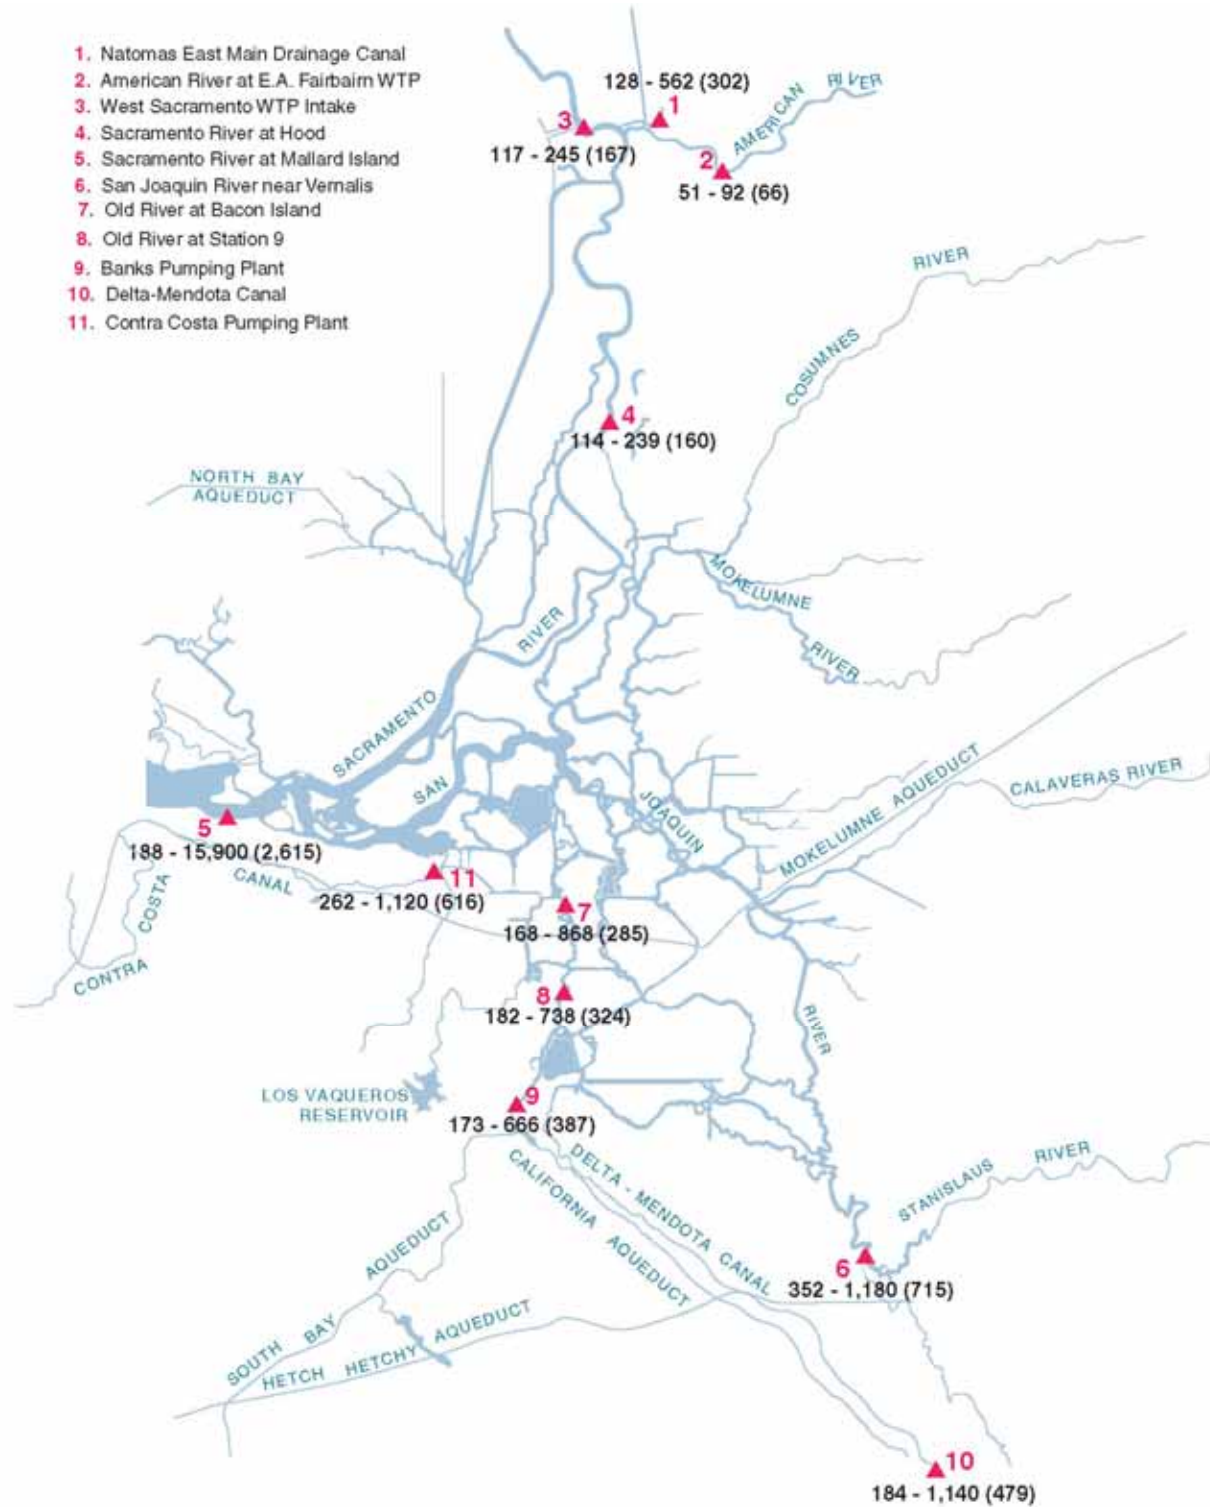 1. Natomas East Main Drainage Canal
2. American River at E.A. Fairbairn WTP
3. West Sacramento WTP Intake
4. Sacramento River at Hood
5. Sacramento River at Mallard Island
6. San Joaquin River near Vernalis
7. Old River at Bacon Island
8. Old River at Station 9
9. Banks Pumping Plant
10. Delta-Mendota Canal
11. Contra Costa Pumping Plant
128 - 562 (302)
1
AMERICAN RIVER
3
117 - 245 (167)
2
51 - 92 (66)
COSUMNES RIVER
4
114 - 239 (160)
NORTH BAY
AQUEDUCT
MOKELUMNE RIVER
SACRAMENTO RIVER
SAN JOAQUIN RIVER
MOKELUMNE AQUEDUCT
CALAVERAS RIVER
5
188 - 15,900 (2,615)
CONTRA COSTA CANAL
11
262 - 1,120 (616)
7
168 - 868 (285)
8
182 - 738 (324)
LOS VAQUEROS
RESERVOIR
9
173 - 666 (387)
DELTA - MENDOTA CANAL
CALIFORNIA AQUEDUCT
STANISLAUS RIVER
6
352 - 1,180 (715)
SOUTH BAY AQUEDUCT
HETCH HETCHY AQUEDUCT
10
184 - 1,140 (479)